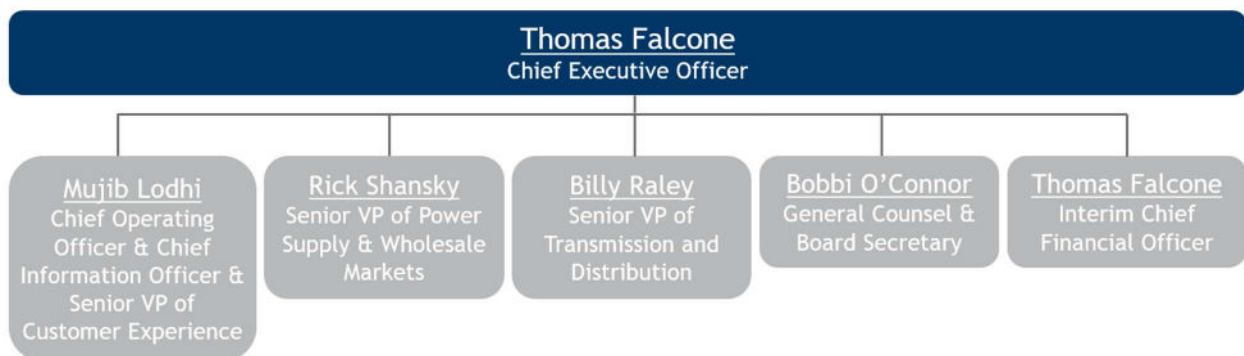 Thomas Falcone
Chief Executive Officer
Mujib Lodhi
Chief Operating
Officer & Chief
Information Officer &
Senior VP of
Customer Experience
Rick Shansky
Senior VP of Power
Supply & Wholesale
Markets
Billy Raley
Senior VP of
Transmission and
Distribution
Bobbi O’Connor
General Counsel &
Board Secretary
Thomas Falcone
Interim Chief
Financial Officer